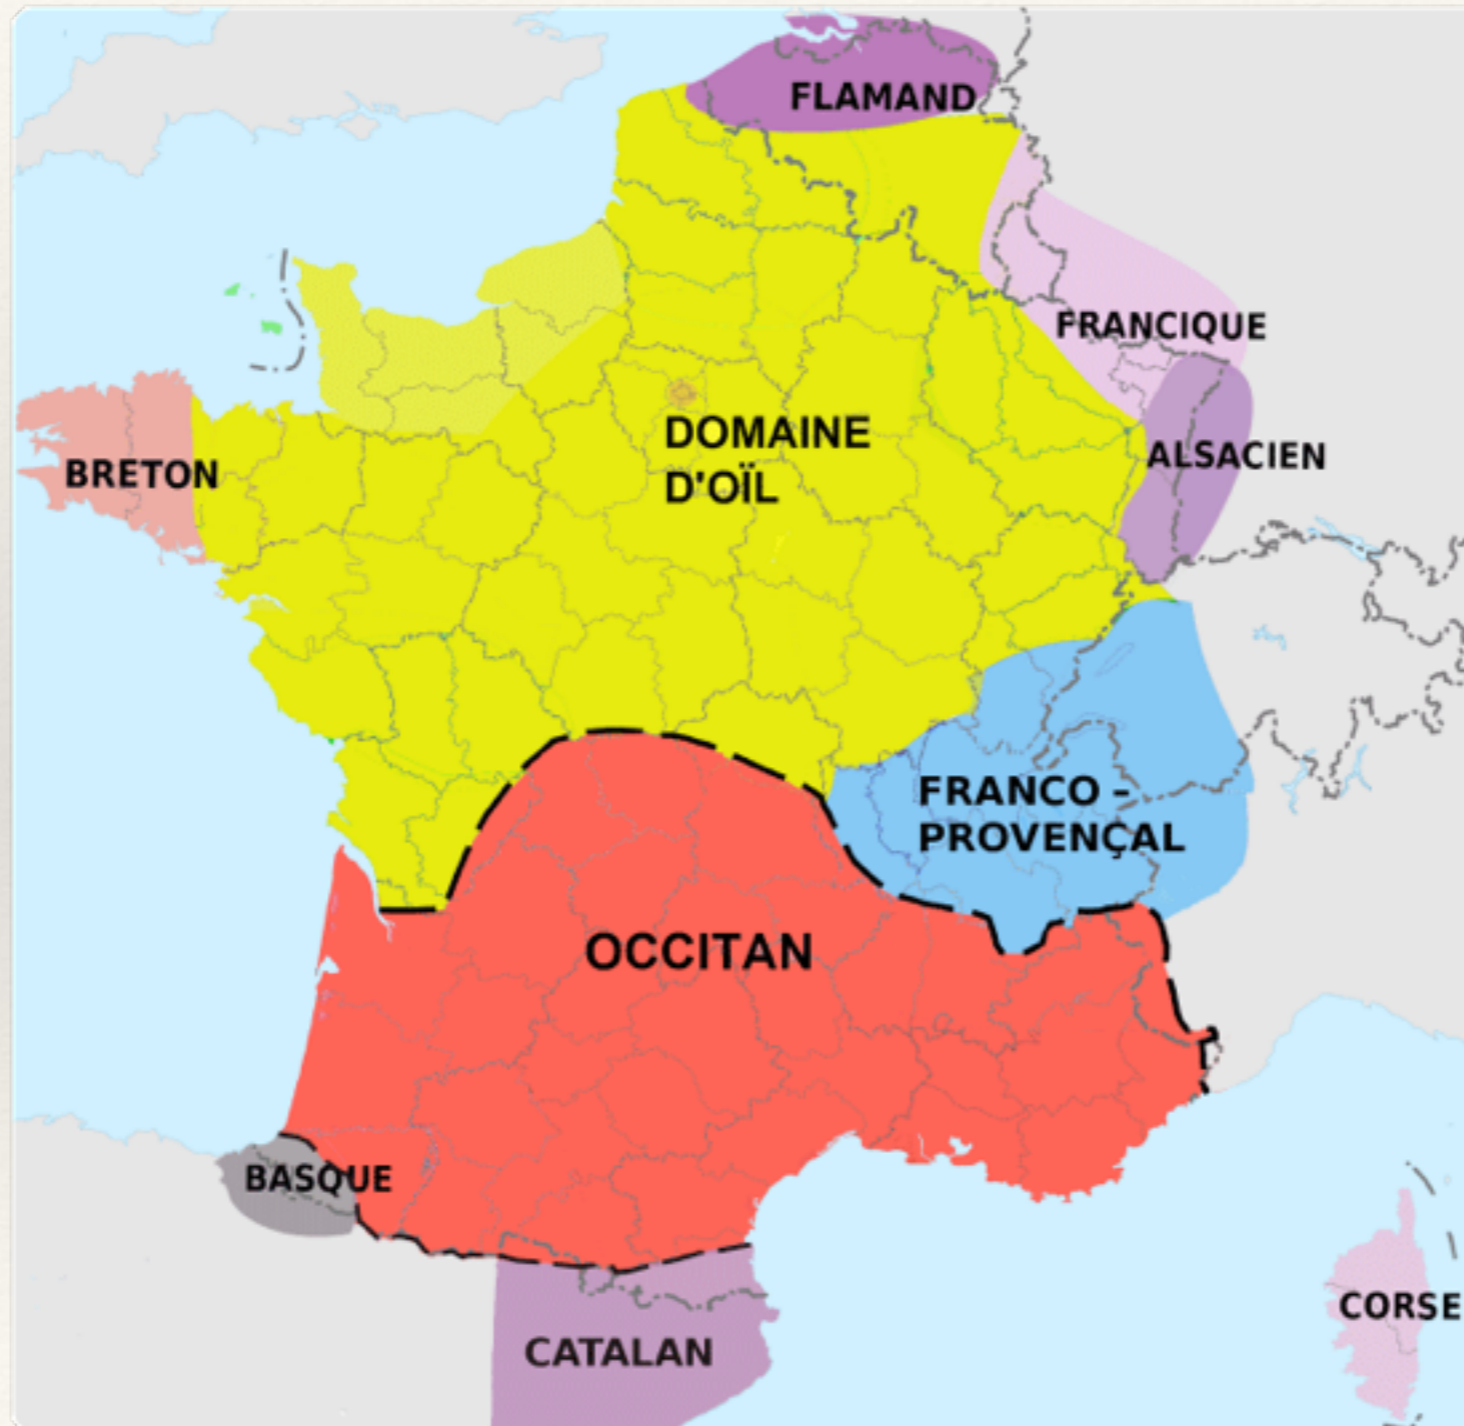 FLAMAND
FRANCIQUE
DOMAINE
D'OÏL
ALSACIEN
BRETON
FRANCO -
PROVENÇAL
OCCITAN
BASQUE
CORSE
CATALAN